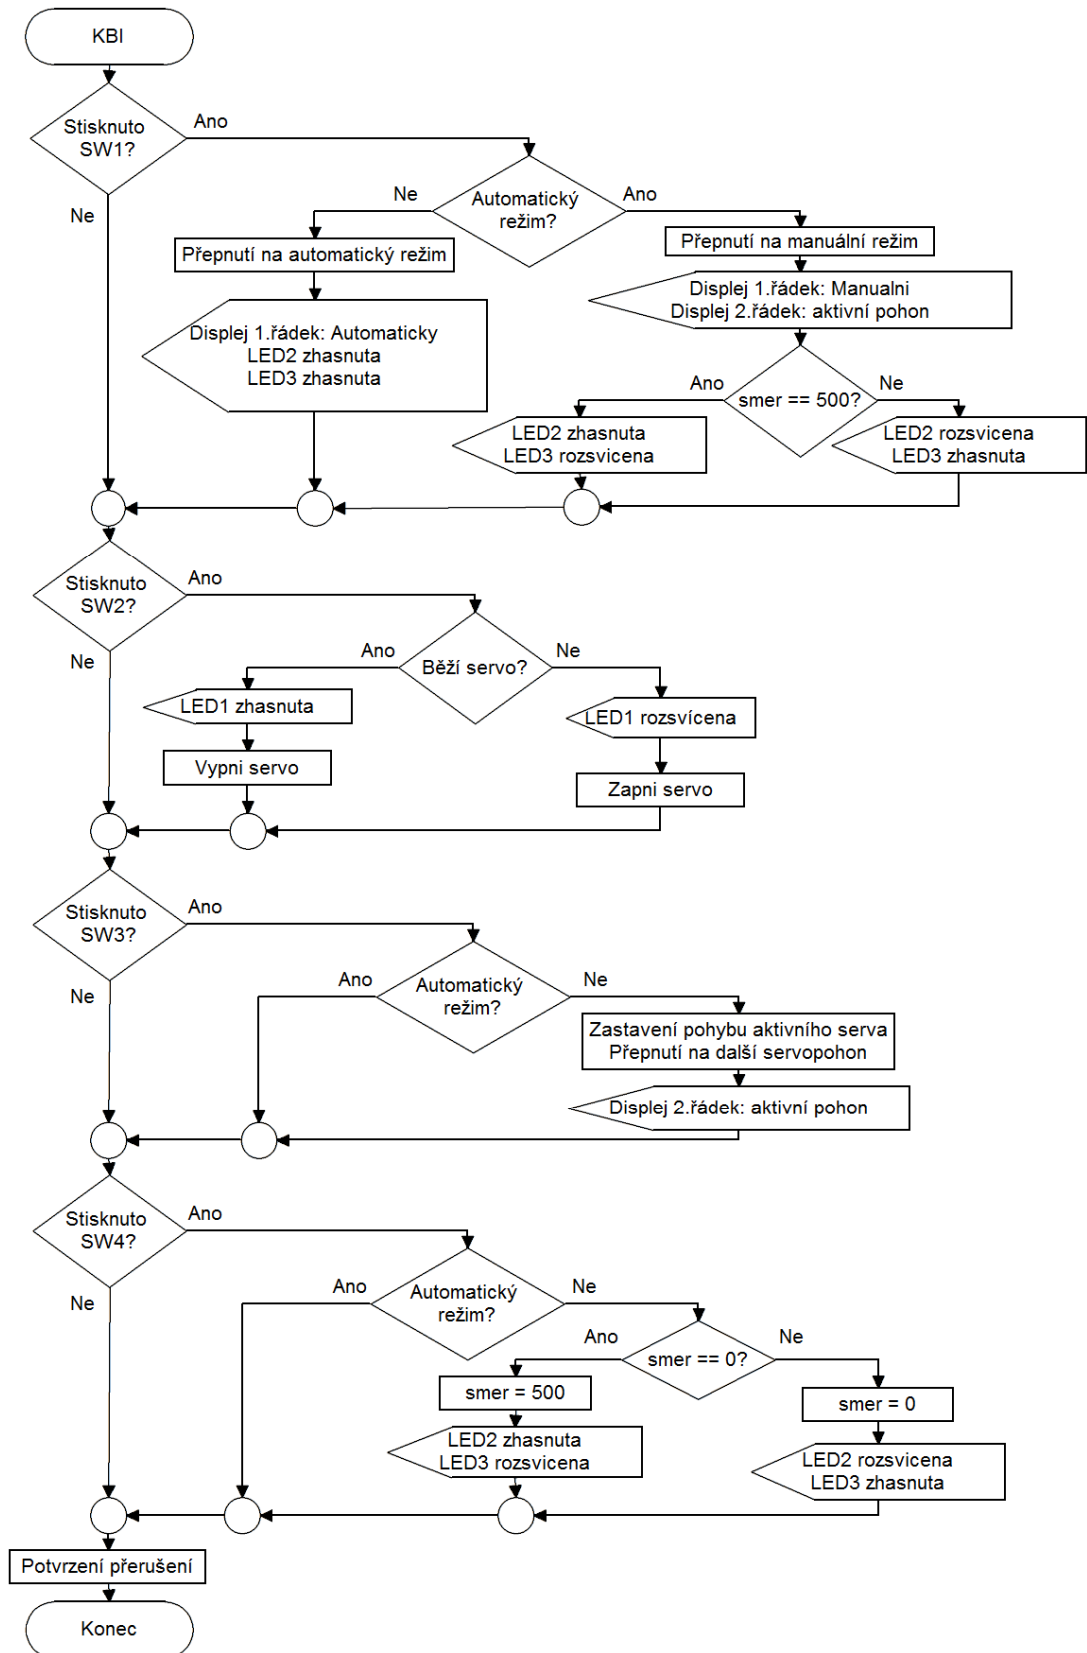 KBI
Stisknuto
SW1?
Ano
Ne
Automatický
režim?
Ne
Ano
Přepnutí na automatický režim
Přepnutí na manuální režim
Displej 1.řádek: Automaticky
LED2 zhasnuta
LED3 zhasnuta
Displej 1.řádek: Manualni
Displej 2.řádek: aktivní pohon
smer == 500?
Ano
Ne
LED2 zhasnuta
LED3 rozsvicena
LED2 rozsvicena
LED3 zhasnuta
Stisknuto
SW2?
Ano
Ne
Běží servo?
Ano
Ne
LED1 zhasnuta
LED1 rozsvícena
Vypni servo
Zapni servo
Stisknuto
SW3?
Ano
Ne
Automatický
režim?
Ano
Ne
Zastavení pohybu aktivního serva
Přepnutí na další servopohon
Displej 2.řádek: aktivní pohon
Stisknuto
SW4?
Ano
Ne
Automatický
režim?
Ano
Ne
smer == 0?
Ano
Ne
smer = 500
smer = 0
LED2 zhasnuta
LED3 rozsvicena
LED2 rozsvicena
LED3 zhasnuta
Potvrzení přerušení
Konec